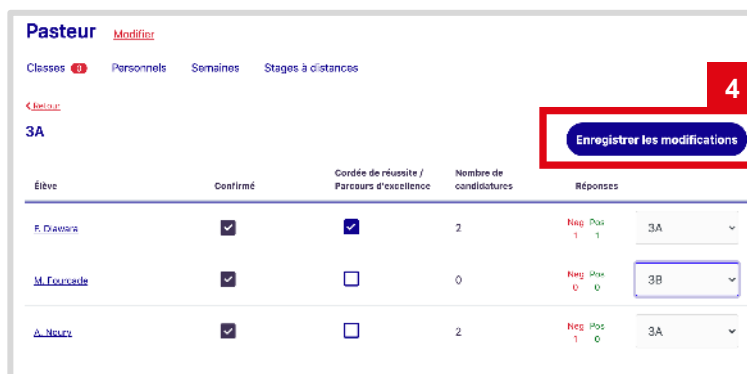 Pasteur Modifier
Classes 3 Personnels Semaines Stages à distances
4
< Retour
3A
Enregistrer les modifications
Élève Confirmé Cordée de réussite / Parcours d'excellence Nombre de candidatures Réponses
F. Diawara 2 Neg 1 Pos 1 3A
M. Fourcade 0 Neg 0 Pos 0 3B
A. Noury 2 Neg 1 Pos 0 3A